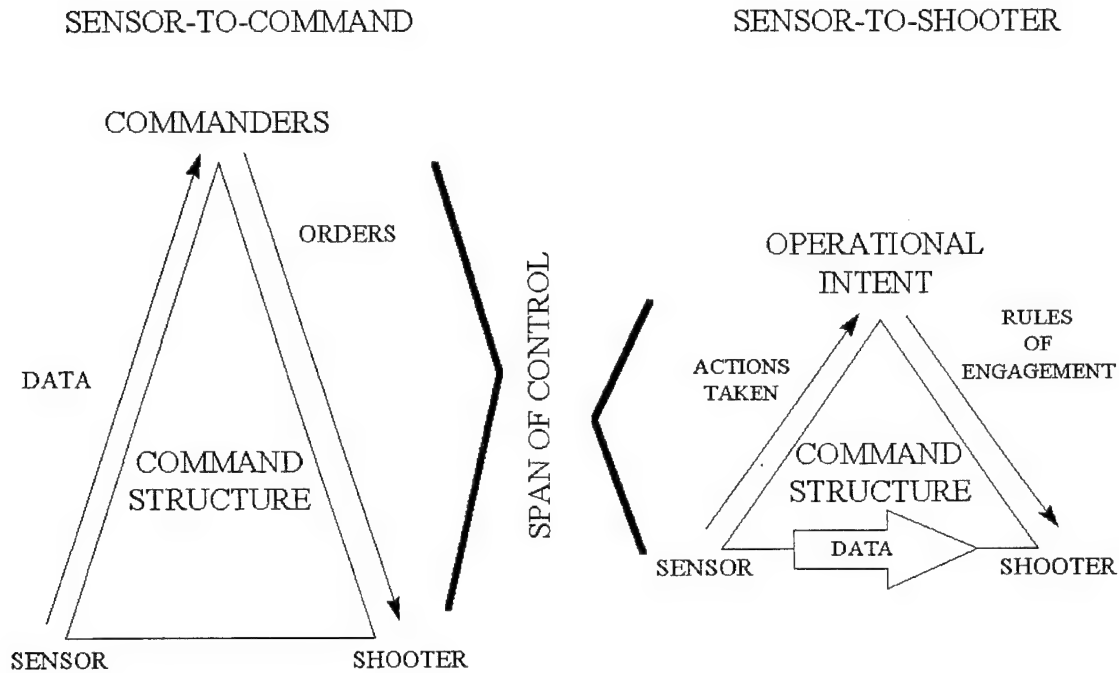 SENSOR-TO-COMMAND
SENSOR-TO-SHOOTER
COMMANDERS
ORDERS
DATA
COMMAND
STRUCTURE
SENSOR
SHOOTER
SPAN OF CONTROL
OPERATIONAL
INTENT
ACTIONS
TAKEN
RULES
OF
ENGAGEMENT
COMMAND
STRUCTURE
DATA
SENSOR
SHOOTER